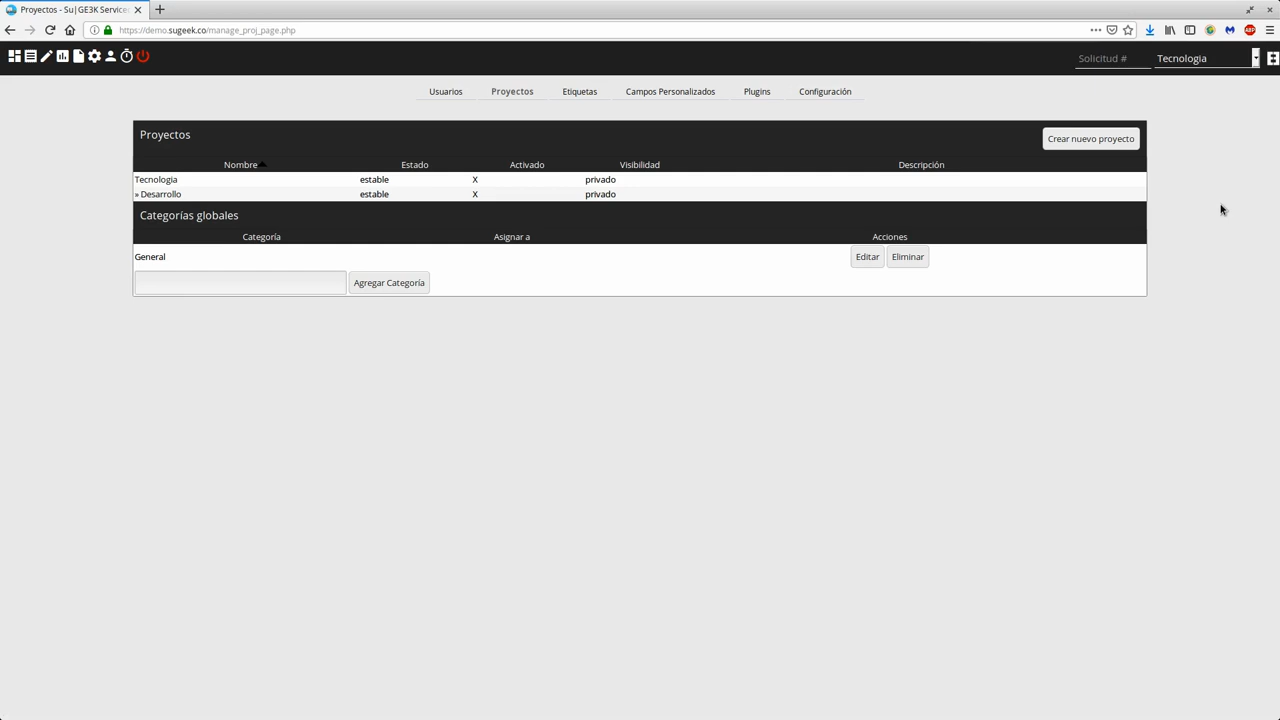 Proyectos - Su|GE3K Service
https://demo.sugeek.co/manage_proj_page.php
Solicitud #
Tecnologia
Usuarios Proyectos Etiquetas Campos Personalizados Plugins Configuración
Proyectos
Crear nuevo proyecto
Nombre Estado Activado Visibilidad Descripción
Tecnologia estable X privado
» Desarrollo estable X privado
Categorías globales
Categoría Asignar a Acciones
General Editar Eliminar
Agregar Categoría
ABP